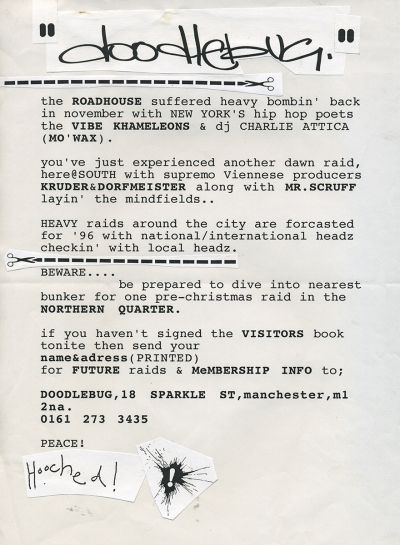 "doodlebug."
the ROADHOUSE suffered heavy bombin' back
in november with NEW YORK'S hip hop poets
the VIBE KHAMELEONS & dj CHARLIE ATTICA
(MO'WAX).
you've just experienced another dawn raid,
here@SOUTH with supremo Viennese producers
KRUDER&DORFMEISTER along with MR.SCRUFF
layin' the mindfields..
HEAVY raids around the city are forcasted
for '96 with national/international headz
checkin' with local headz.
BEWARE....
be prepared to dive into nearest
bunker for one pre-christmas raid in the
NORTHERN QUARTER.
if you haven't signed the VISITORS book
tonite then send your
name&adress(PRINTED)
for FUTURE raids & MeMBERSHIP INFO to;
DOODLEBUG,18 SPARKLE ST,manchester,m1
2na.
0161 273 3435
PEACE!
Hooched!
!